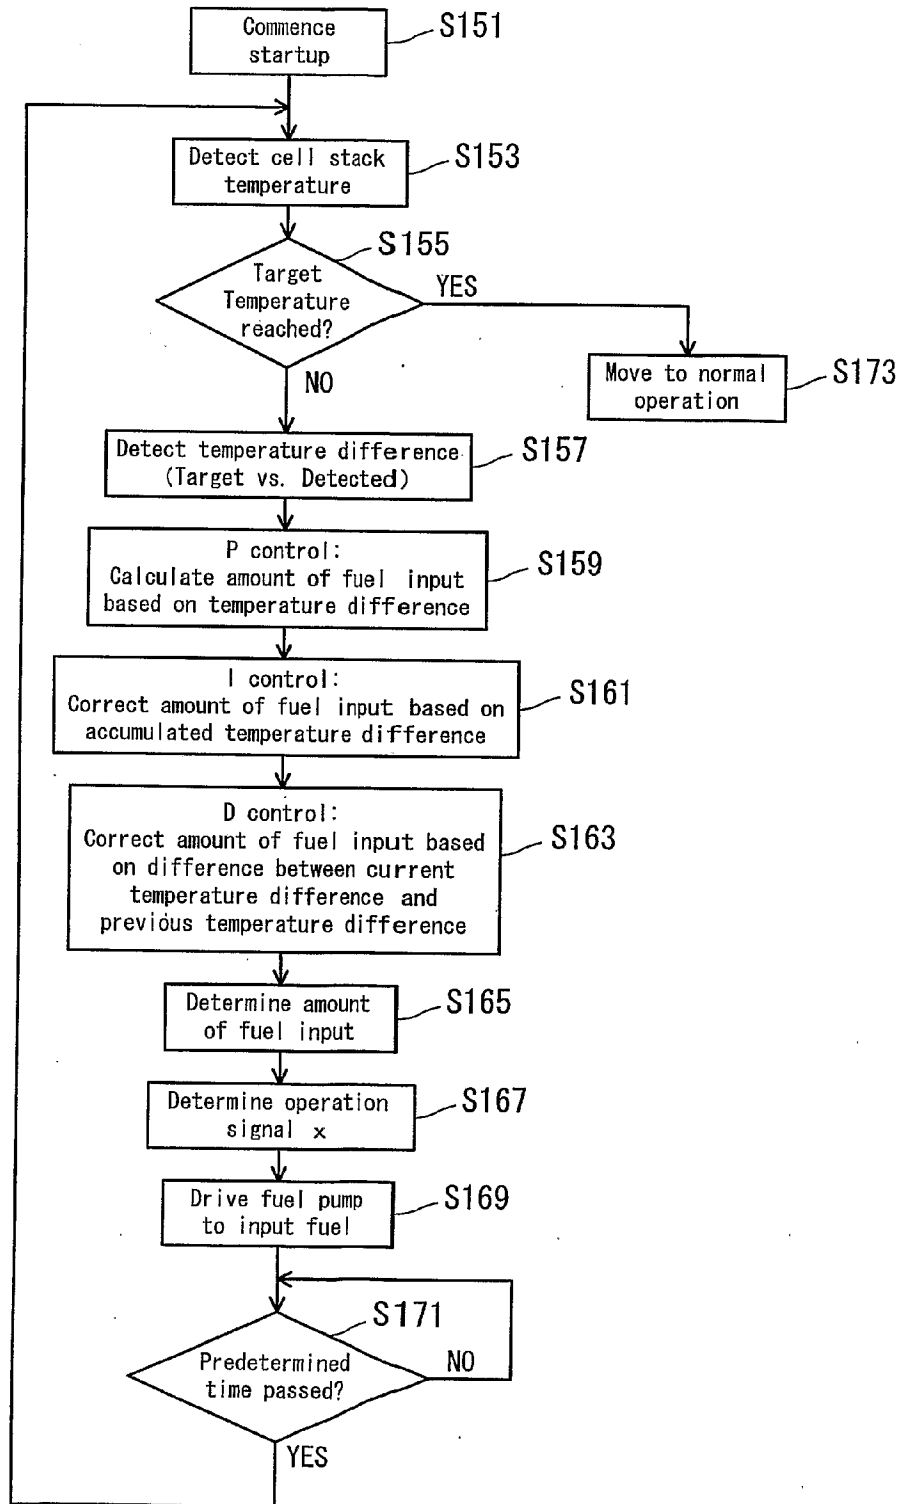 Commence
startup
S151
Detect cell stack
temperature
S153
Target
Temperature
reached?
S155
YES
NO
Move to normal
operation
S173
Detect temperature difference
(Target vs. Detected)
S157
P control:
Calculate amount of fuel input
based on temperature difference
S159
I control:
Correct amount of fuel input based on
accumulated temperature difference
S161
D control:
Correct amount of fuel input based
on difference between current
temperature difference and
previous temperature difference
S163
Determine amount
of fuel input
S165
Determine operation
signal x
S167
Drive fuel pump
to input fuel
S169
Predetermined
time passed?
S171
NO
YES